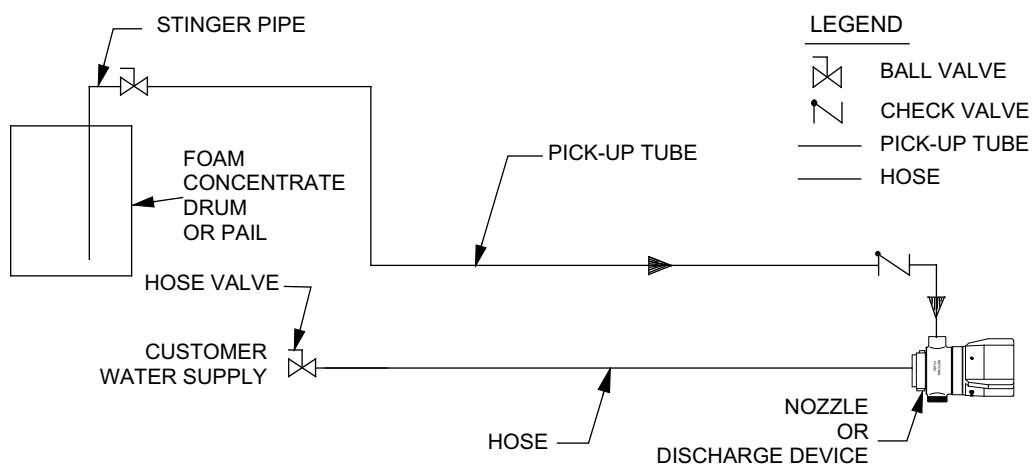 STINGER PIPE
LEGEND
BALL VALVE
CHECK VALVE
PICK-UP TUBE
HOSE
PICK-UP TUBE
FOAM
CONCENTRATE
DRUM
OR PAIL
HOSE VALVE
CUSTOMER
WATER SUPPLY
HOSE
NOZZLE
OR
DISCHARGE DEVICE